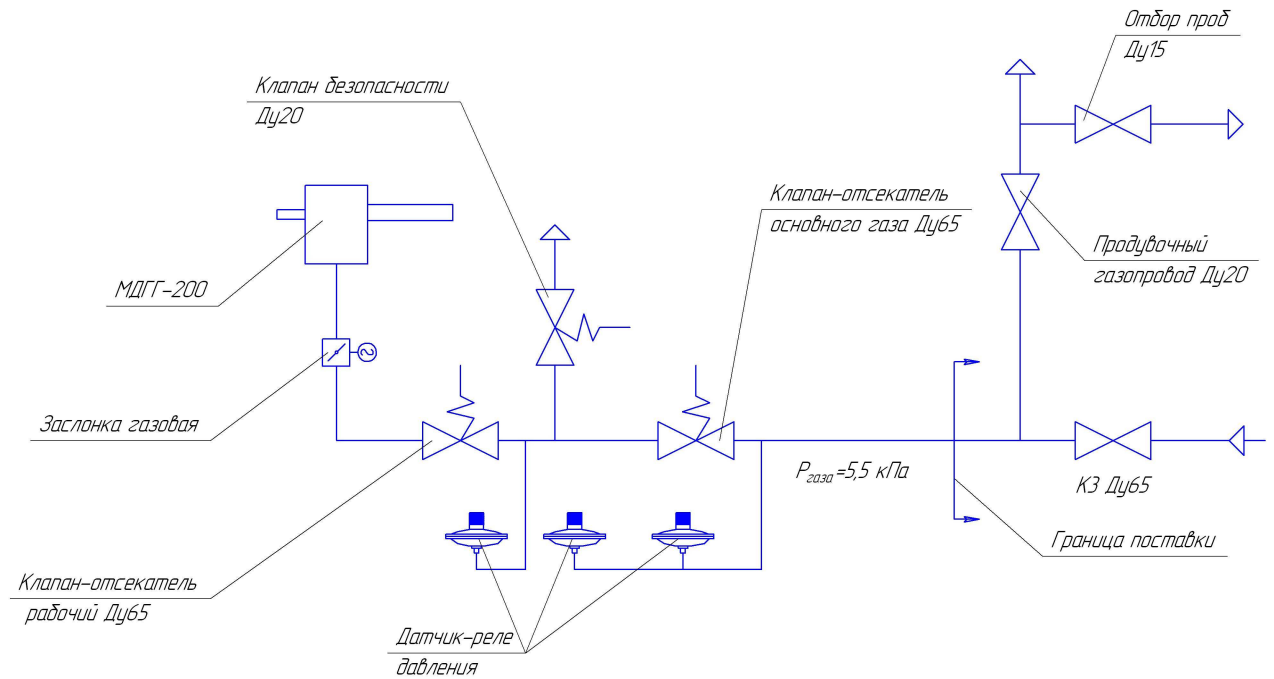 Отбор проб
Ду15
Клапан безопасности
Ду20
Клапан-отсекатель
основного газа Ду65
Продувочный
газопровод Ду20
МДГГ-200
Заслонка газовая
Pгаза=5,5 кПа
КЗ Ду65
Граница поставки
Клапан-отсекатель
рабочий Ду65
Датчик-реле
давления